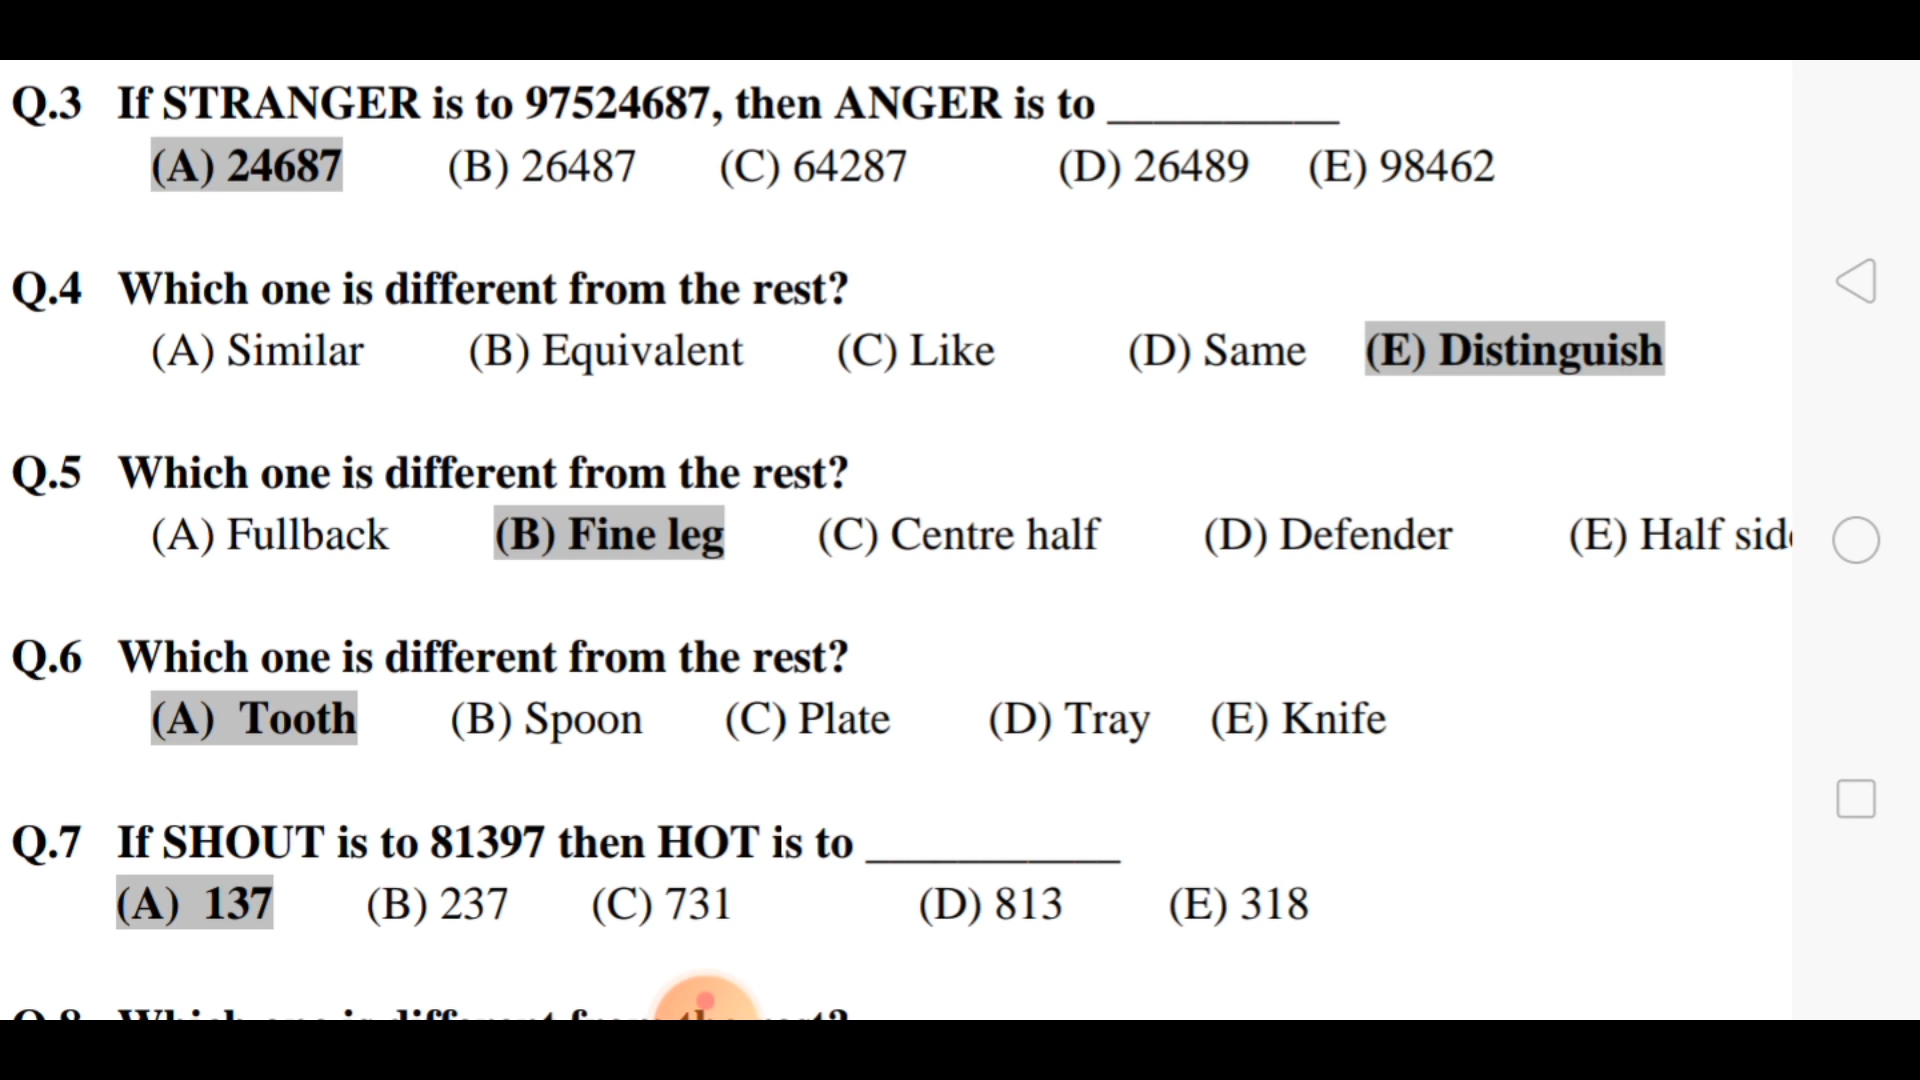 Q.3 If STRANGER is to 97524687, then ANGER is to __________
(A) 24687 (B) 26487 (C) 64287 (D) 26489 (E) 98462
Q.4 Which one is different from the rest?
(A) Similar (B) Equivalent (C) Like (D) Same (E) Distinguish
Q.5 Which one is different from the rest?
(A) Fullback (B) Fine leg (C) Centre half (D) Defender (E) Half sid
Q.6 Which one is different from the rest?
(A) Tooth (B) Spoon (C) Plate (D) Tray (E) Knife
Q.7 If SHOUT is to 81397 then HOT is to ___________
(A) 137 (B) 237 (C) 731 (D) 813 (E) 318